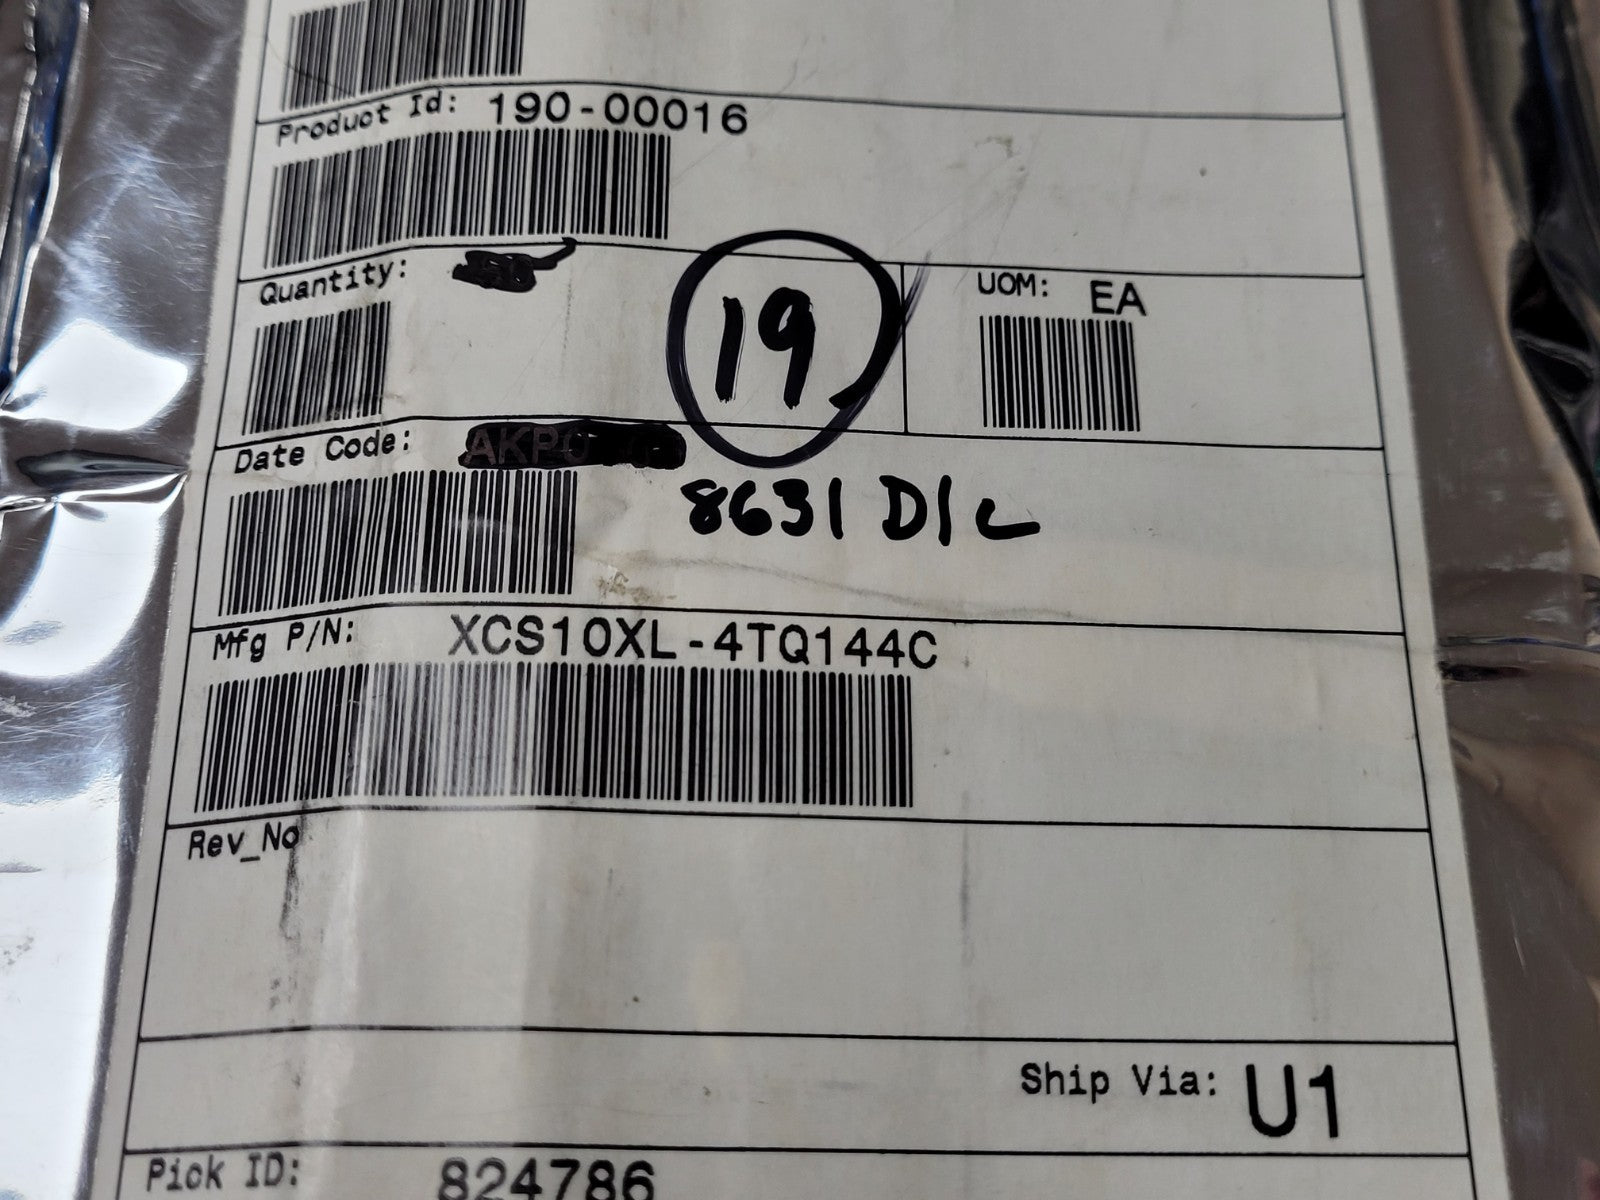 Product Id: 190-00016
Quantity:
19
UOM: EA
Date Code: AKP0
8631 D/C
Mfg P/N: XCS10XL-4TQ144C
Rev_No
Ship Via: U1
Pick ID: 824786